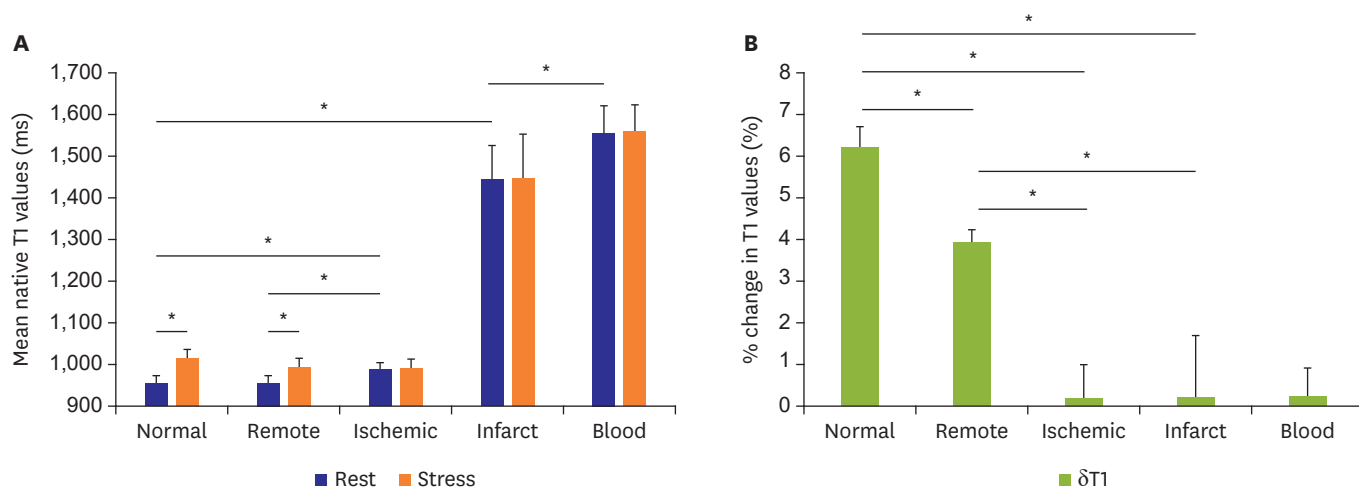 A
Mean native T1 values (ms)
1,700
1,600
1,500
1,400
1,300
1,200
1,100
1,000
900
*
*
*
*
*
*
Normal
Remote
Ischemic
Infarct
Blood
Rest
Stress
B
% change in T1 values (%)
8
7
6
5
4
3
2
1
0
*
*
*
*
*
Normal
Remote
Ischemic
Infarct
Blood
δT1